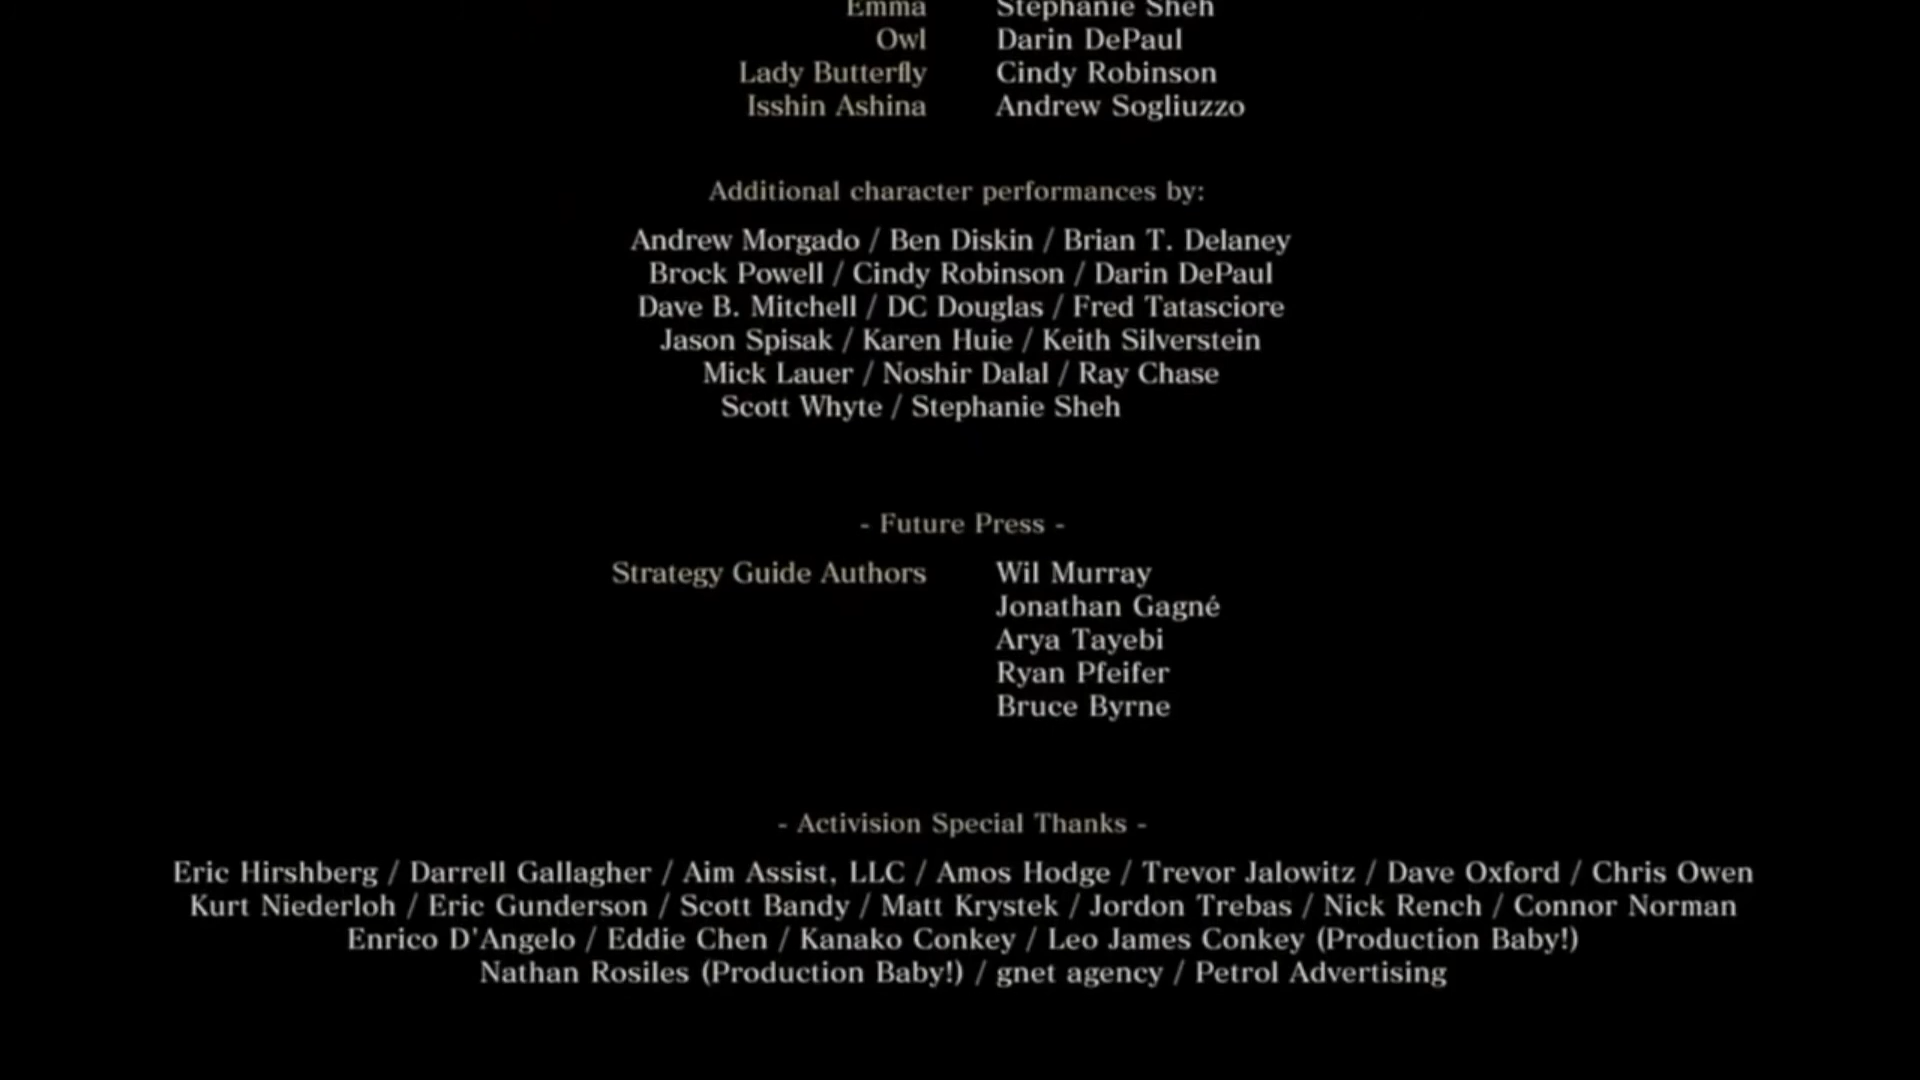 Emma Stephanie Sheh
Owl Darin DePaul
Lady Butterfly Cindy Robinson
Isshin Ashina Andrew Sogliuzzo
Additional character performances by:
Andrew Morgado / Ben Diskin / Brian T. Delaney
Brock Powell / Cindy Robinson / Darin DePaul
Dave B. Mitchell / DC Douglas / Fred Tatasciore
Jason Spisak / Karen Huie / Keith Silverstein
Mick Lauer / Noshir Dalal / Ray Chase
Scott Whyte / Stephanie Sheh
- Future Press -
Strategy Guide Authors Wil Murray
Jonathan Gagné
Arya Tayebi
Ryan Pfeifer
Bruce Byrne
- Activision Special Thanks -
Eric Hirshberg / Darrell Gallagher / Aim Assist, LLC / Amos Hodge / Trevor Jalowitz / Dave Oxford / Chris Owen
Kurt Niederloh / Eric Gunderson / Scott Bandy / Matt Krystek / Jordon Trebas / Nick Rench / Connor Norman
Enrico D'Angelo / Eddie Chen / Kanako Conkey / Leo James Conkey (Production Baby!)
Nathan Rosiles (Production Baby!) / gnet agency / Petrol Advertising